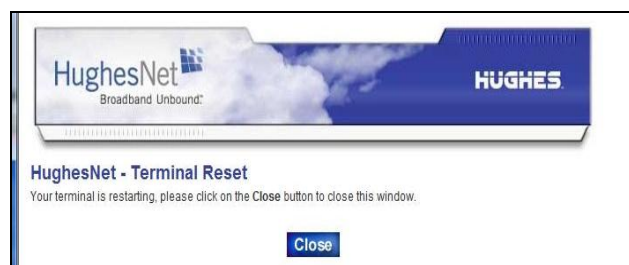 HughesNet
Broadband Unbound.
HUGHES
HughesNet - Terminal Reset
Your terminal is restarting, please click on the Close button to close this window.
Close